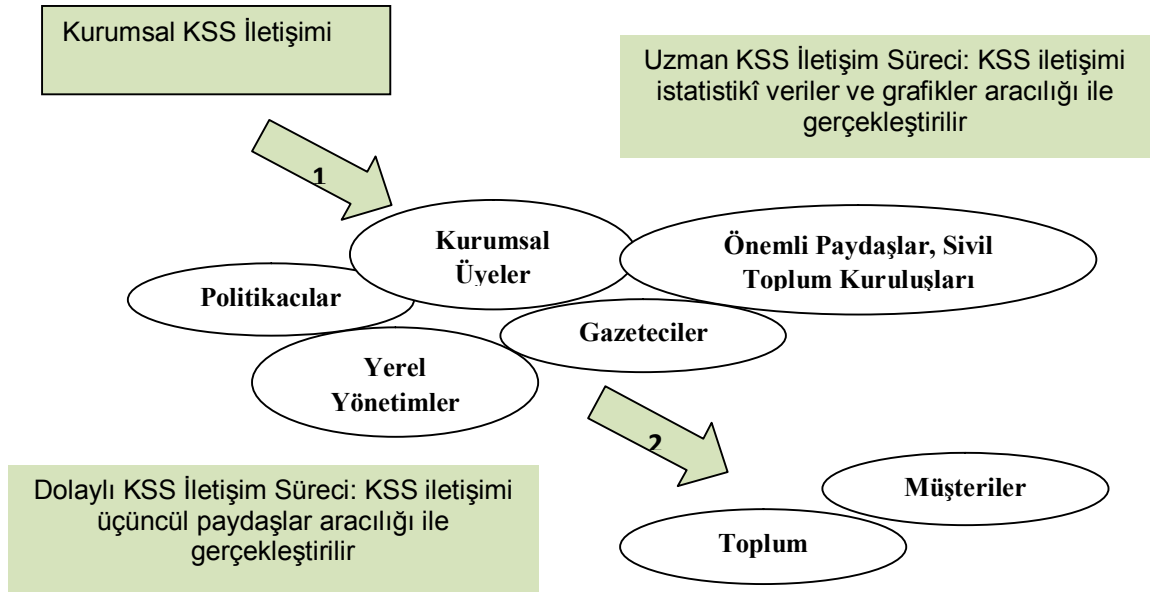 Kurumsal KSS İletişimi
Uzman KSS İletişim Süreci: KSS iletişimi
istatistikî veriler ve grafikler aracılığı ile
gerçekleştirilir
1
Kurumsal
Üyeler
Önemli Paydaşlar, Sivil
Toplum Kuruluşları
Politikacılar
Gazeteciler
Yerel
Yönetimler
2
Dolaylı KSS İletişim Süreci: KSS iletişimi
üçüncül paydaşlar aracılığı ile
gerçekleştirilir
Müşteriler
Toplum